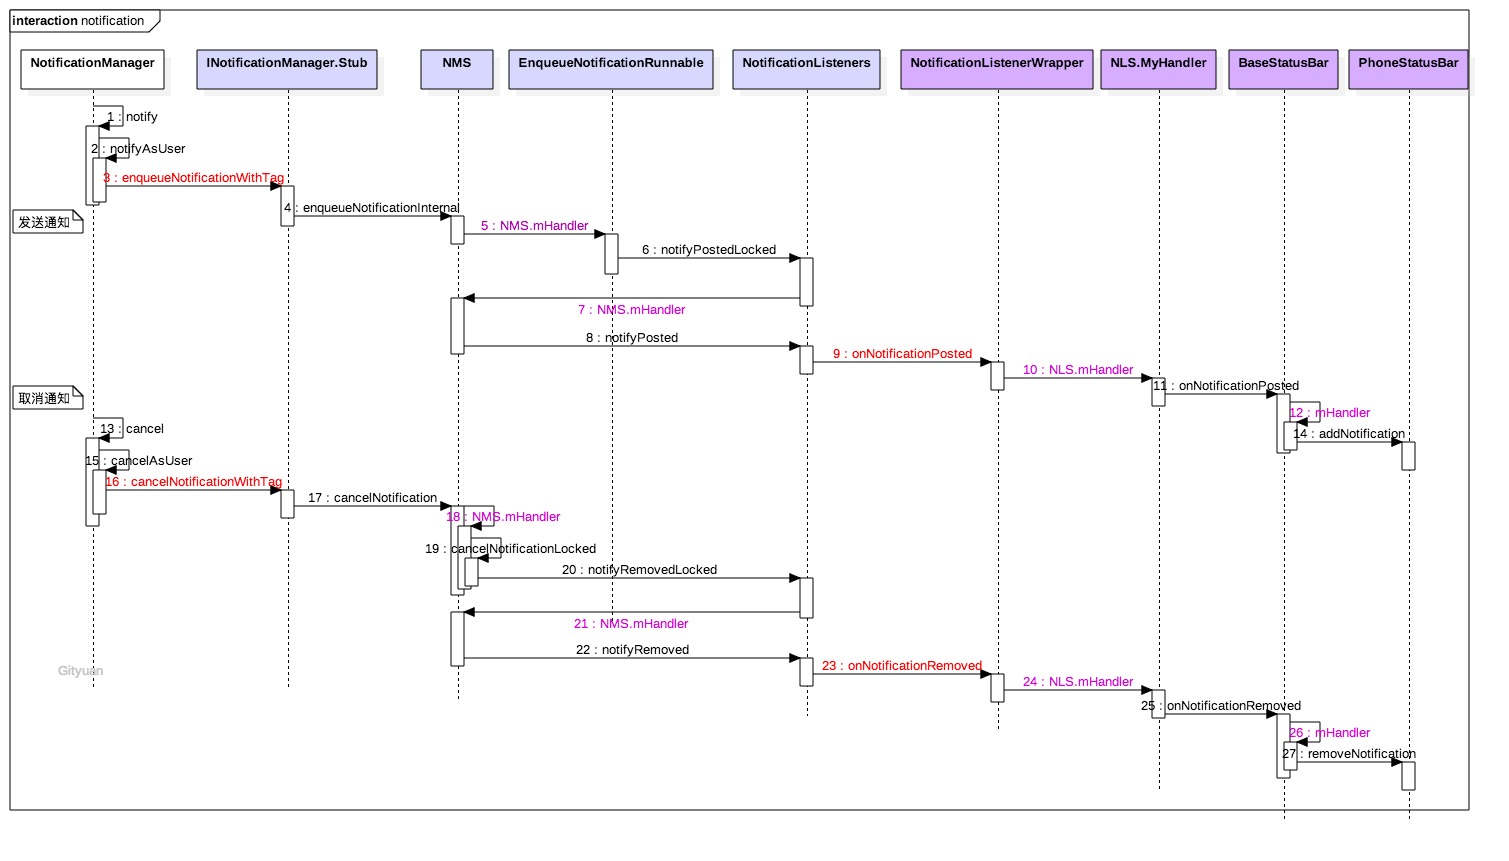 interaction notification
NotificationManager
INotificationManager.Stub
NMS
EnqueueNotificationRunnable
NotificationListeners
NotificationListenerWrapper
NLS.MyHandler
BaseStatusBar
PhoneStatusBar
1 : notify
2 : notifyAsUser
3 : enqueueNotificationWithTag
4 : enqueueNotificationInternal
发送通知
5 : NMS.mHandler
6 : notifyPostedLocked
7 : NMS.mHandler
8 : notifyPosted
9 : onNotificationPosted
10 : NLS.mHandler
11 : onNotificationPosted
取消通知
12 : mHandler
13 : cancel
14 : addNotification
15 : cancelAsUser
16 : cancelNotificationWithTag
17 : cancelNotification
18 : NMS.mHandler
19 : cancelNotificationLocked
20 : notifyRemovedLocked
21 : NMS.mHandler
22 : notifyRemoved
23 : onNotificationRemoved
Gityuan
24 : NLS.mHandler
25 : onNotificationRemoved
26 : mHandler
27 : removeNotification